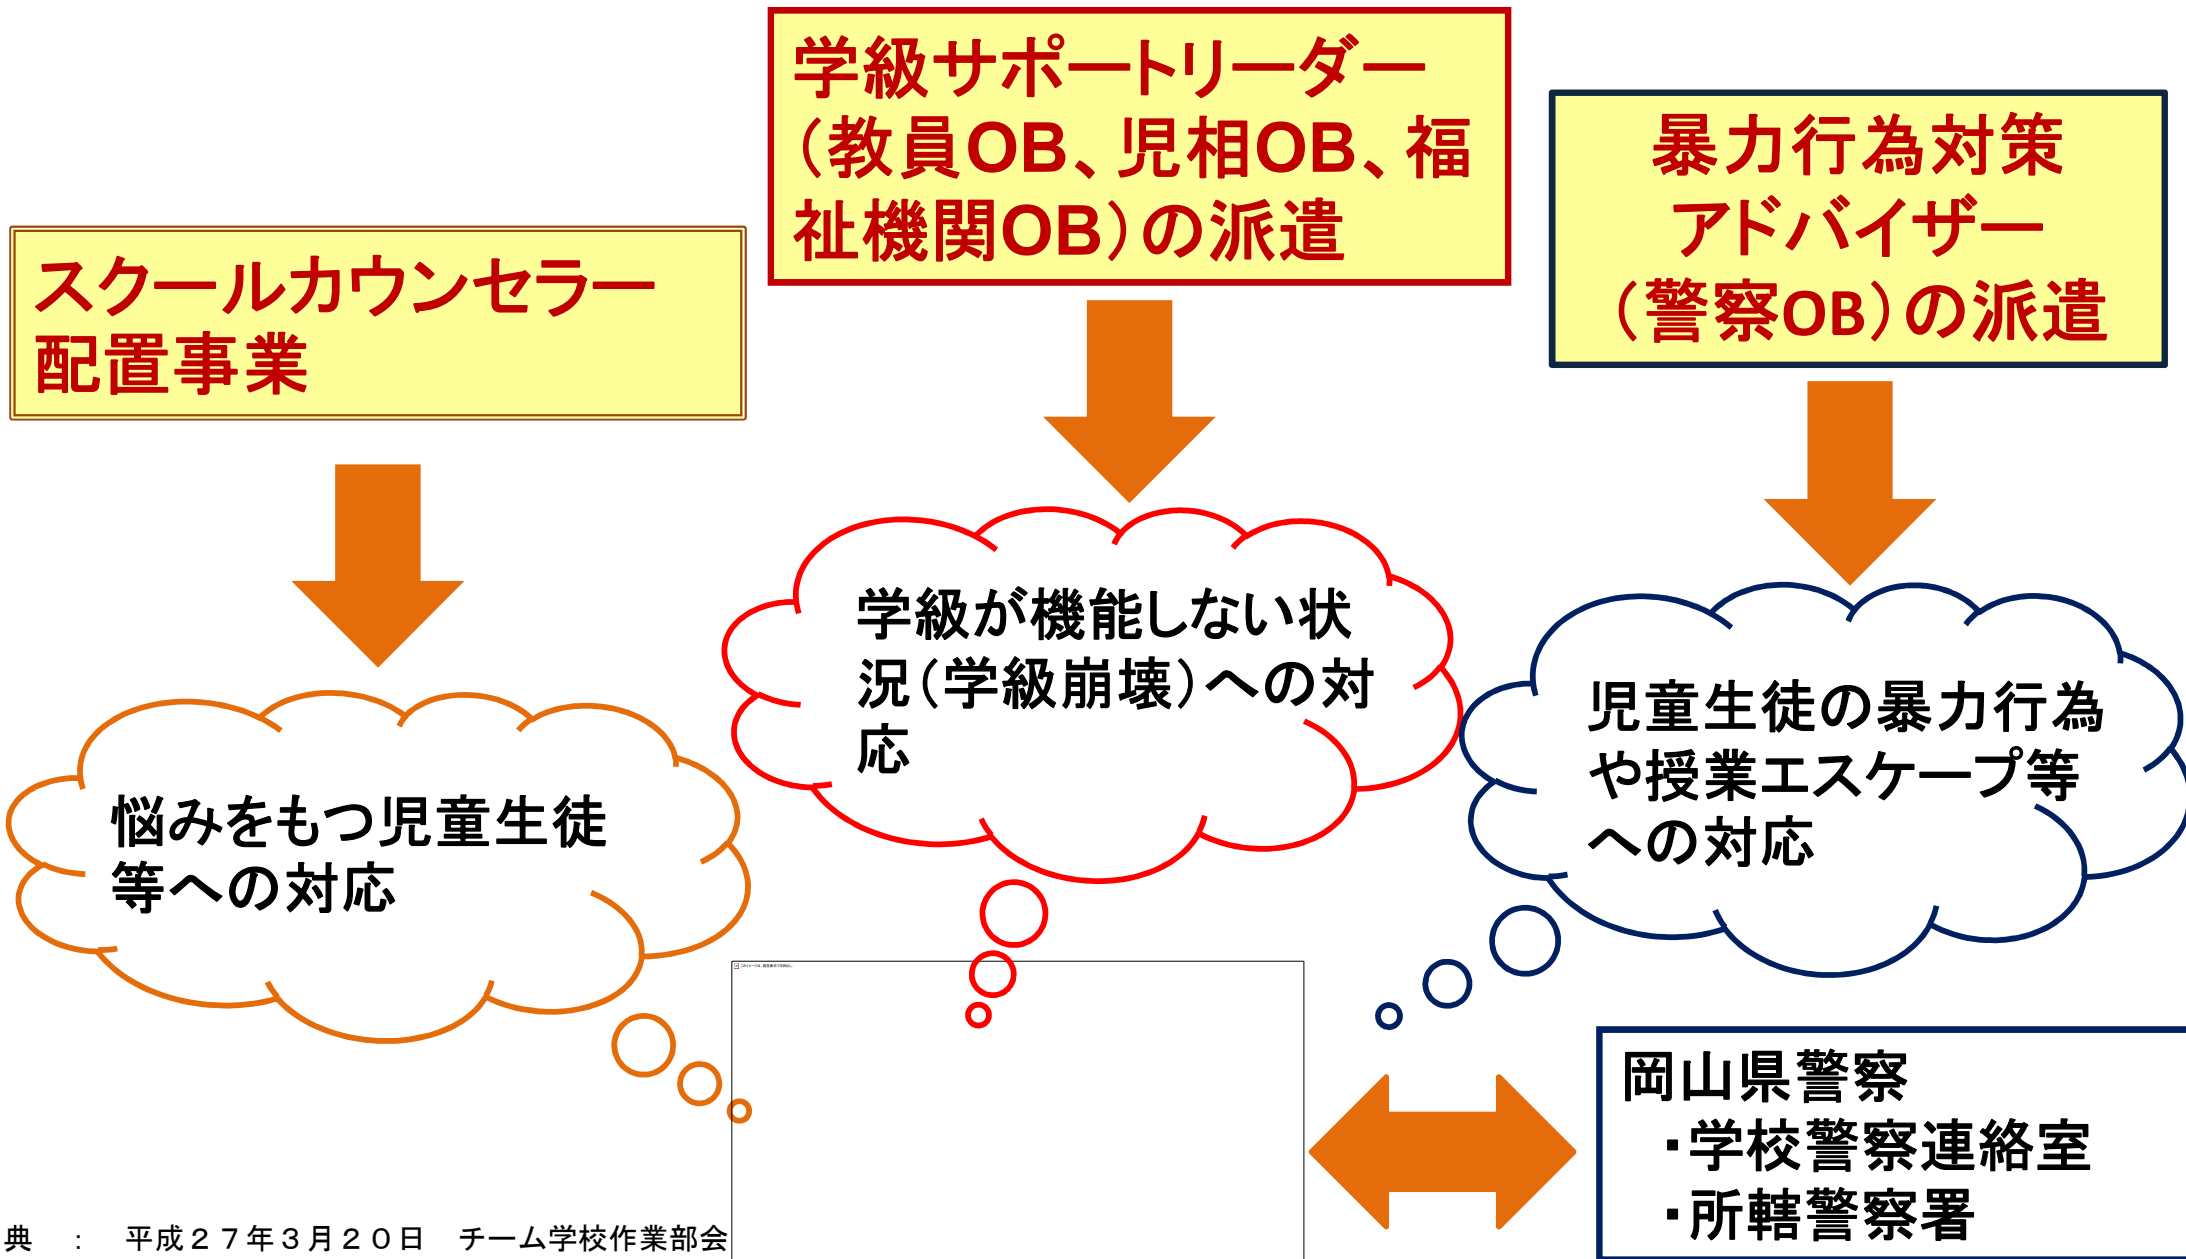 学級サポートリーダー
（教員OB、児相OB、福
祉機関OB）の派遣
暴力行為対策
アドバイザー
（警察OB）の派遣
スクールカウンセラー
配置事業
学級が機能しない状
況（学級崩壊）への対
応
児童生徒の暴力行為
や授業エスケープ等
への対応
悩みをもつ児童生徒
等への対応
岡山県警察
・学校警察連絡室
・所轄警察署
典　：　平成２７年３月２０日　チーム学校作業部会